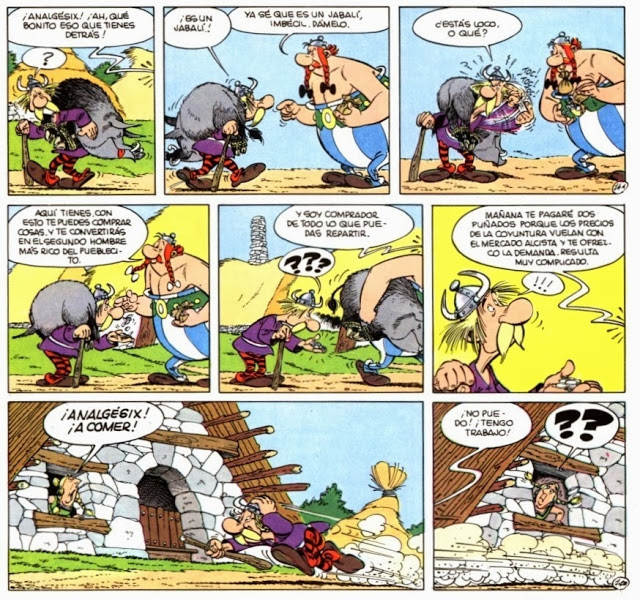 ¡ANALGÉSIX! ¡AH, QUÉ
BONITO ESO QUE TIENES
DETRÁS!
?
¡ES UN
JABALÍ!
YA SÉ QUE ES UN JABALÍ,
IMBÉCIL. DÁMELO.
¿ESTÁS LOCO,
O QUÉ?
¡TOC!
¡TOC!
¡TOC!
AQUÍ TIENES, CON
ESTO TE PUEDES COMPRAR
COSAS, Y TE CONVERTIRÁS
EN EL SEGUNDO HOMBRE
MÁS RICO DEL PUEBLECI-
TO.
Y SOY COMPRADOR
DE TODO LO QUE PUE-
DAS REPARTIR.
???
MAÑANA TE PAGARÉ DOS
PUÑADOS PORQUE LOS PRECIOS
DE LA COYUNTURA VUELAN CON
EL MERCADO ALCISTA Y TE OFREZ-
CO LA DEMANDA. RESULTA
MUY COMPLICADO.
!!!
¡ANALGÉSIX!
¡A COMER!
¡NO PUE-
DO! ¡TENGO
TRABAJO!
??